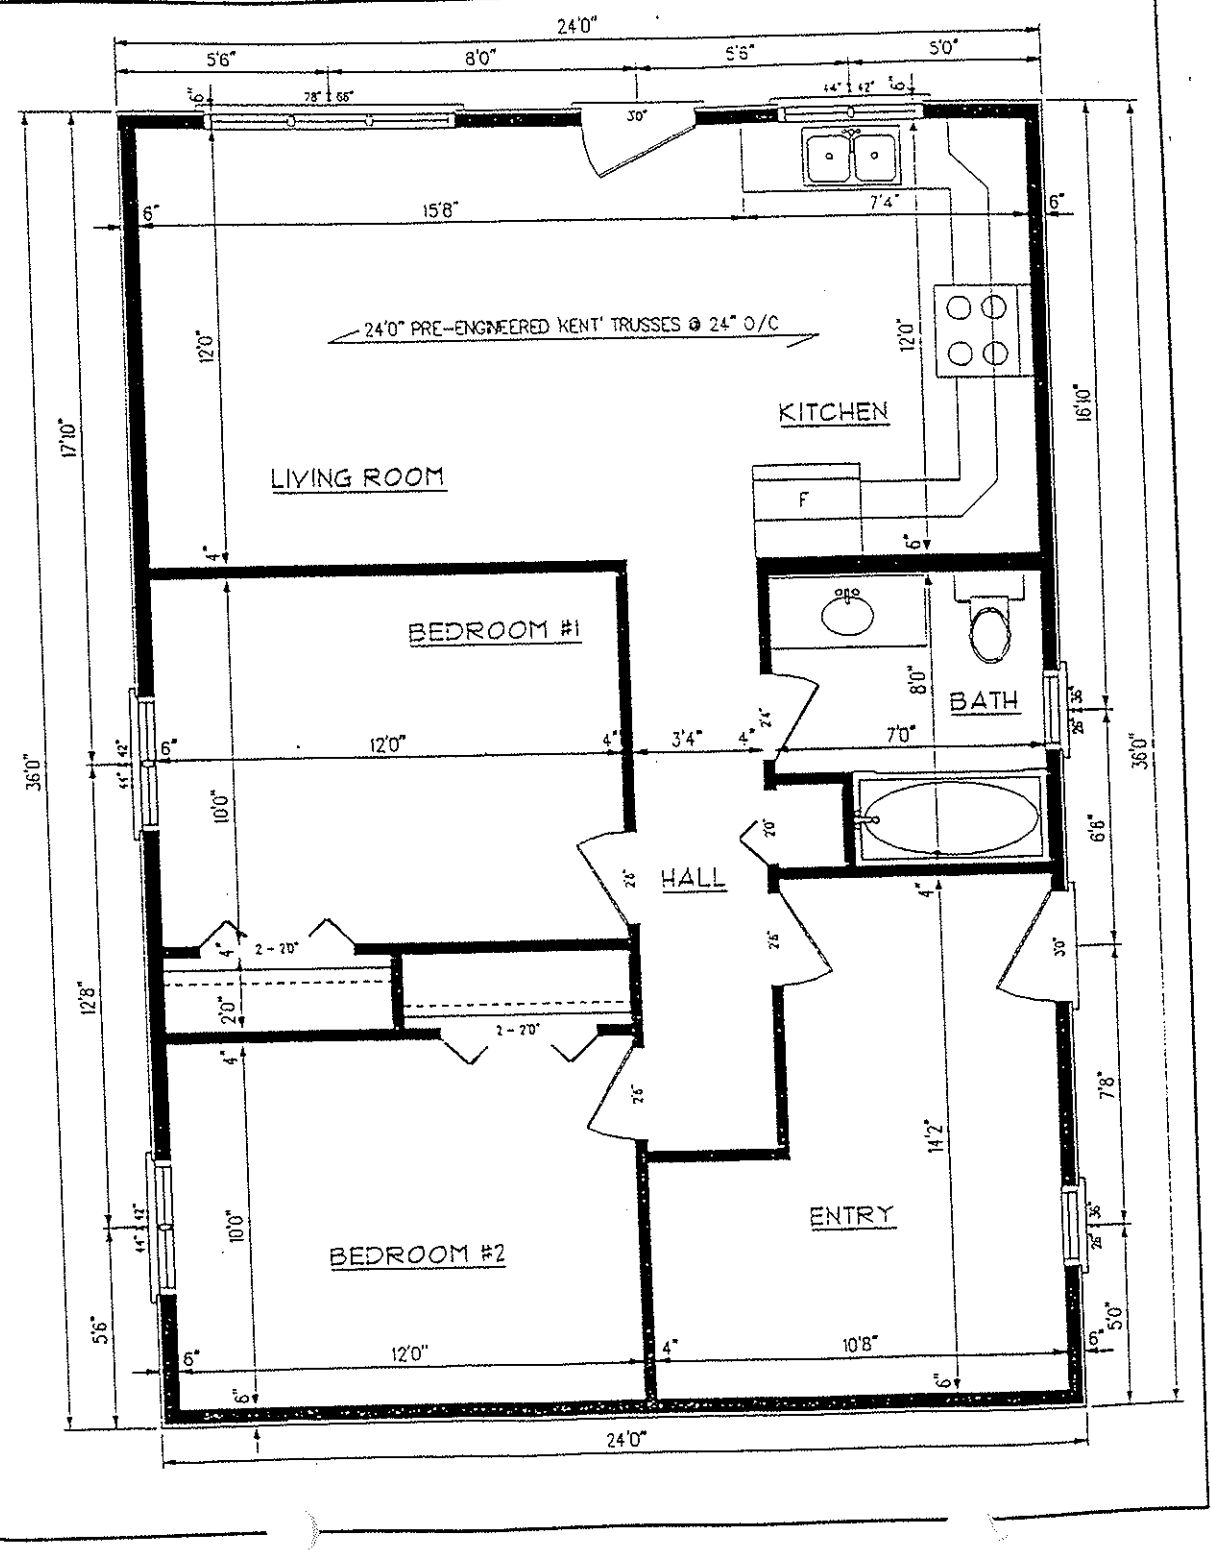 24'0"
5'6" 8'0" 5'6" 5'0"
6" 78" x 66" 44" x 42" 6"
30"
6" 15'8" 7'4" 6"
24'0" PRE-ENGINEERED 'KENT' TRUSSES @ 24" O/C
12'0" 12'0"
KITCHEN
16'10"
17'10"
LIVING ROOM
F
4" 6"
BEDROOM #1
8'0"
BATH
26" x 36"
2'4"
44" x 42" 6" 12'0" 4" 3'4" 4" 7'0"
36'0" 36'0"
10'0" 2'0" 6'6"
2'6" HALL 4"
4" 2 - 2'0" 2'6" 3'0"
12'8" 2'0"
4" 2 - 2'0"
2'6" 7'8"
14'2"
44" x 42" 10'0" ENTRY 26" x 36"
BEDROOM #2
5'6" 5'0"
6" 12'0" 4" 10'8" 6"
6" 6"
24'0"